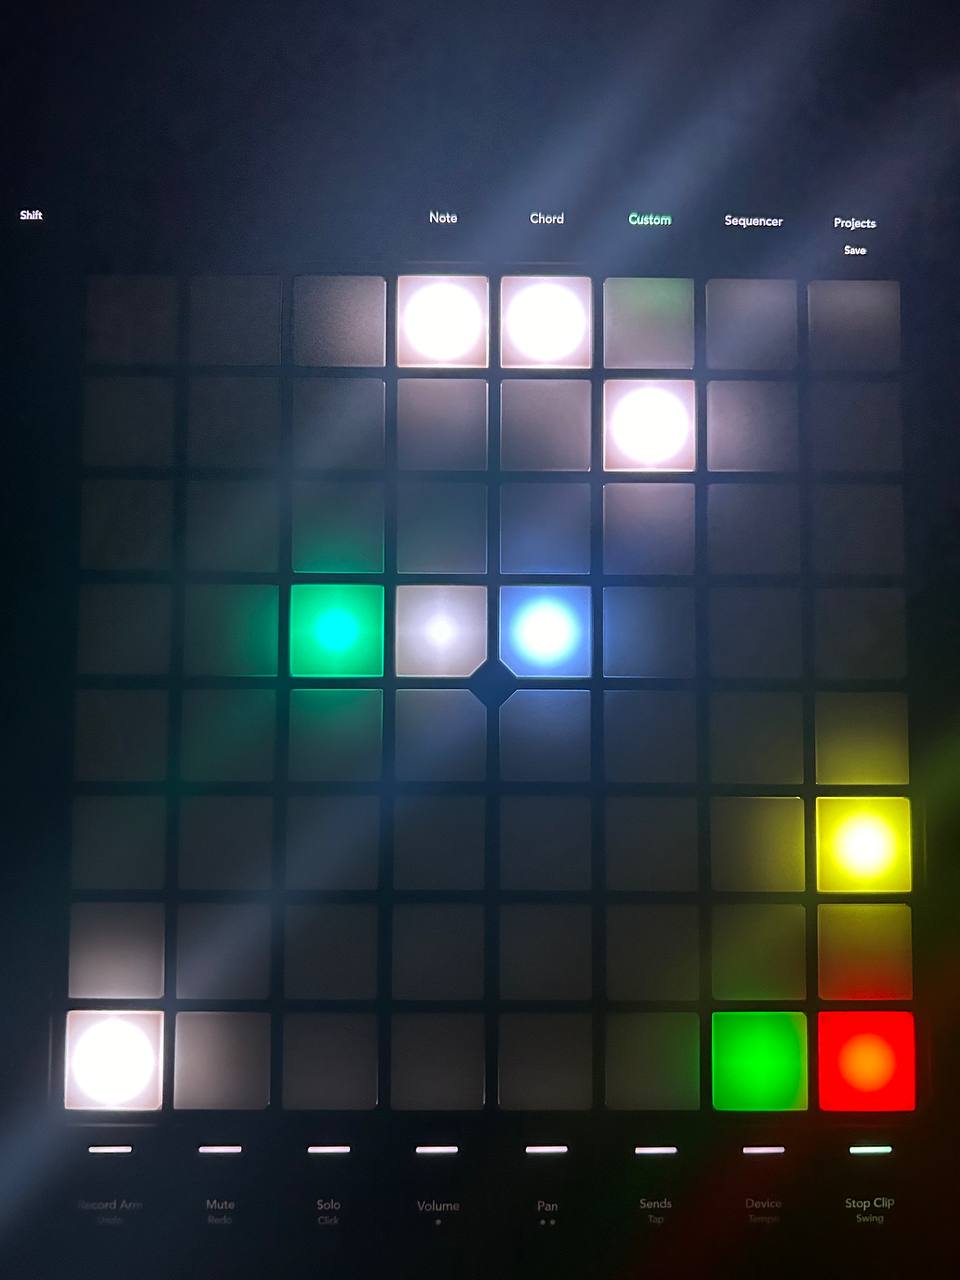 Shift
Note Chord Custom Sequencer Projects
Save
Record Arm Mute Solo Volume Pan Sends Device Stop Clip
Undo Redo Click Tap Tempo Swing